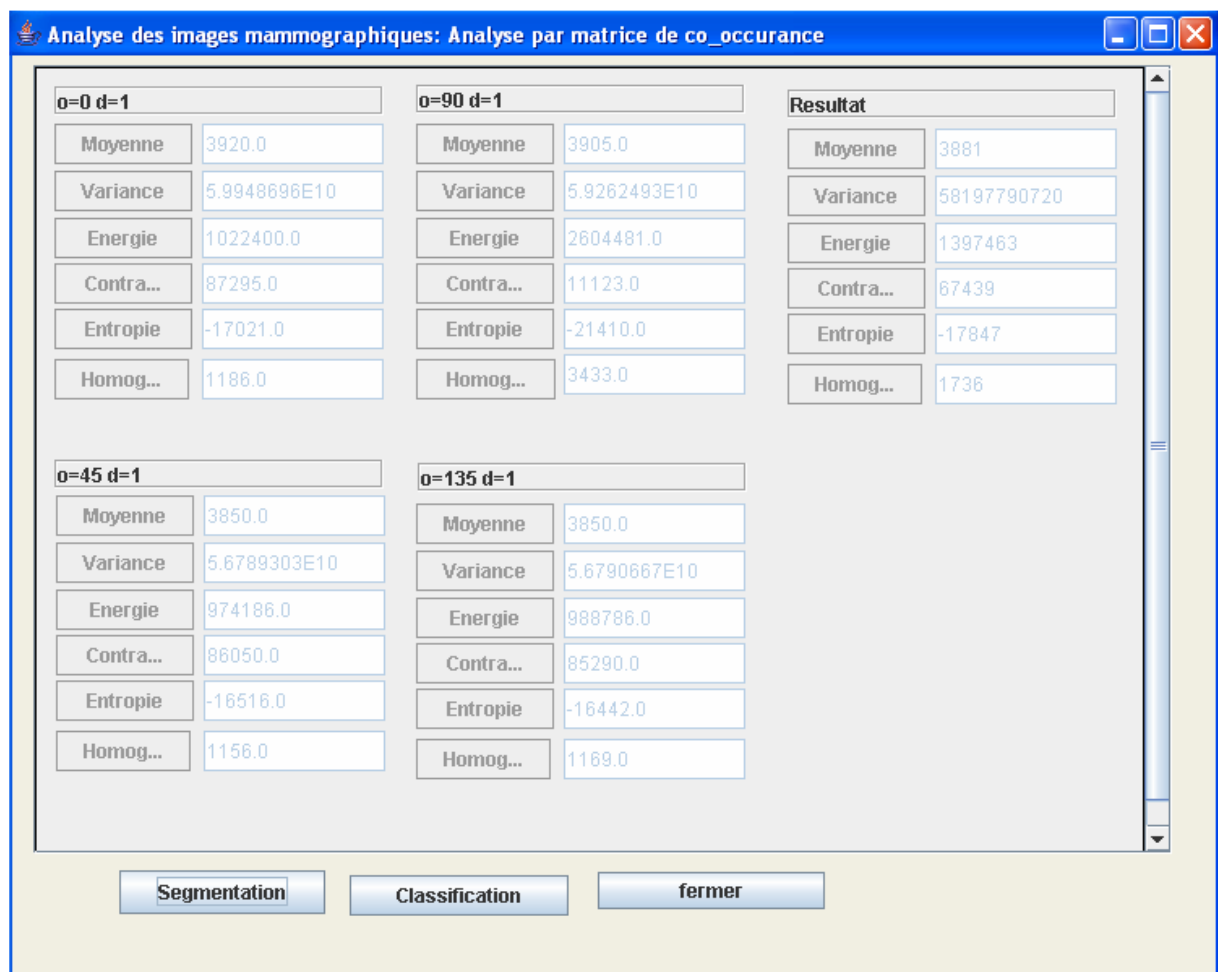 Analyse des images mammographiques: Analyse par matrice de co_occurance
o=0 d=1
Moyenne 3920.0
Variance 5.9948696E10
Energie 1022400.0
Contra... 87295.0
Entropie -17021.0
Homog... 1186.0
o=90 d=1
Moyenne 3905.0
Variance 5.9262493E10
Energie 2604481.0
Contra... 11123.0
Entropie -21410.0
Homog... 3433.0
Resultat
Moyenne 3881
Variance 58197790720
Energie 1397463
Contra... 67439
Entropie -17847
Homog... 1736
o=45 d=1
Moyenne 3850.0
Variance 5.6789303E10
Energie 974186.0
Contra... 86050.0
Entropie -16516.0
Homog... 1156.0
o=135 d=1
Moyenne 3850.0
Variance 5.6790667E10
Energie 988786.0
Contra... 85290.0
Entropie -16442.0
Homog... 1169.0
Segmentation
Classification
fermer